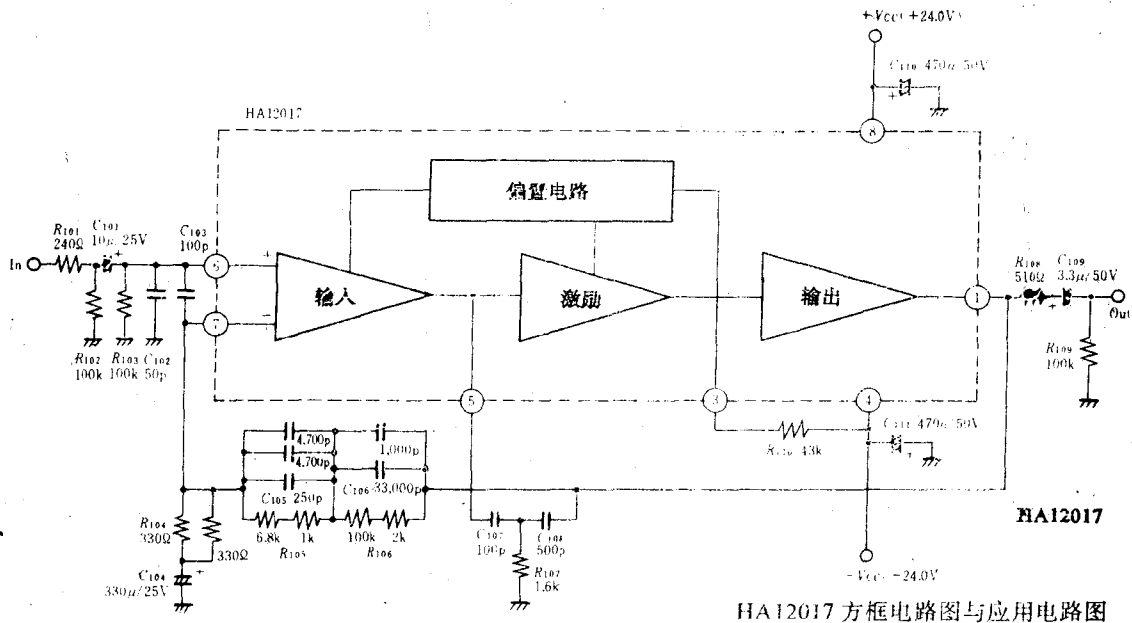 +Vcc(+24.0V)
C110 470μ/50V
HA12017
8
偏置电路
R101
240Ω
C101
10μ/25V
C103
100p
In
6
+
输入
激励
输出
1
R108
510Ω
C109
3.3μ/50V
Out
7
−
R102
100k
R103
100k
C102
50p
R109
100k
5
3
4
C111 470μ/50V
R110 43k
4,700p
1,000p
4,700p
C105 250p
C106 33,000p
R104
330Ω
330Ω
6.8k
1k
100k
2k
R105
R106
C107
100p
C108
500p
R107
1.6k
C104
330μ/25V
HA12017
-Vcc(-24.0V
HA12017 方框电路图与应用电路图